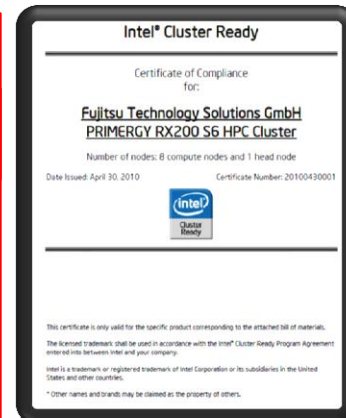 Intel® Cluster Ready
Certificate of Compliance
for:
Fujitsu Technology Solutions GmbH
PRIMERGY RX200 S6 HPC Cluster
Number of nodes: 8 compute nodes and 1 head node
Date Issued: April 30, 2010 Certificate Number: 20100430001
intel
Cluster
Ready
This certificate is only valid for the specific product corresponding to the attached bill of materials.
The licensed trademark shall be used in accordance with the Intel® Cluster Ready Program Agreement
entered into between Intel and your company.
Intel is a trademark or registered trademark of Intel Corporation or its subsidiaries in the United
States and other countries.
* Other names and brands may be claimed as the property of others.